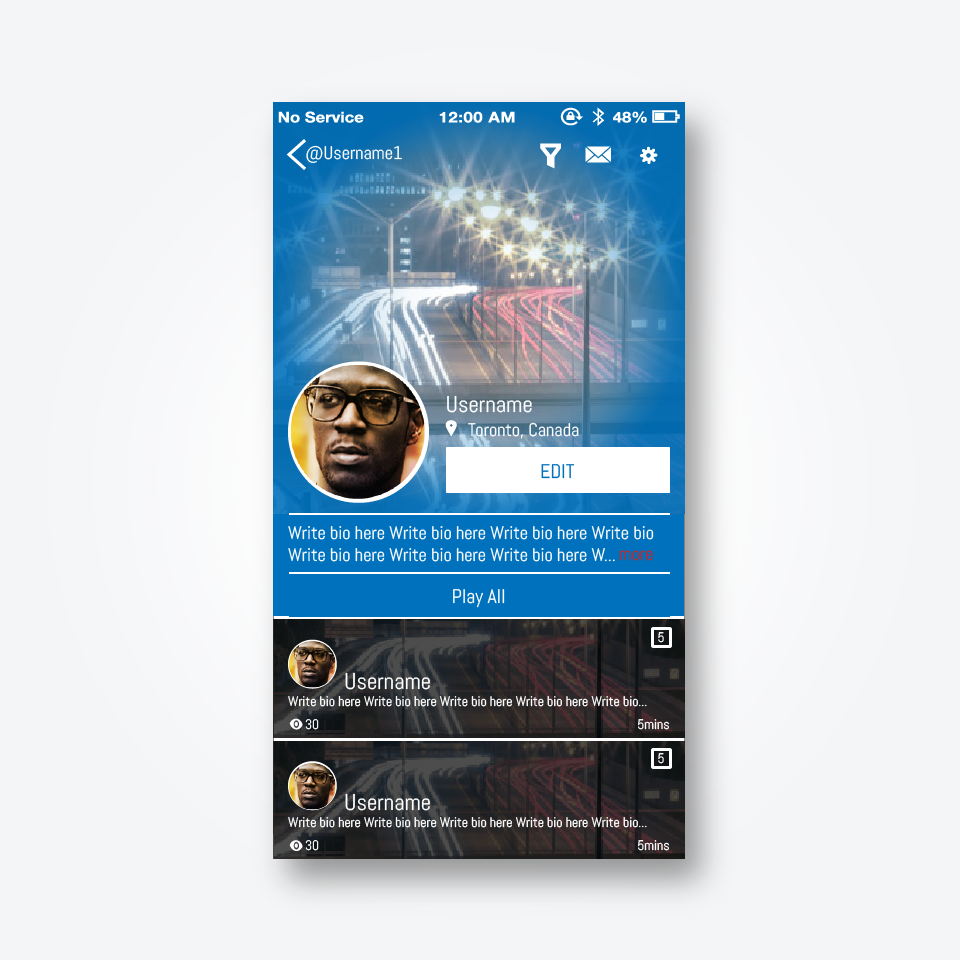 No Service 12:00 AM 48%
@Username1
Username
Toronto, Canada
EDIT
Write bio here Write bio here Write bio here Write bio
Write bio here Write bio here Write bio here W... more
Play All
5
Username
Write bio here Write bio here Write bio here Write bio here Write bio...
30 5mins
5
Username
Write bio here Write bio here Write bio here Write bio here Write bio...
30 5mins